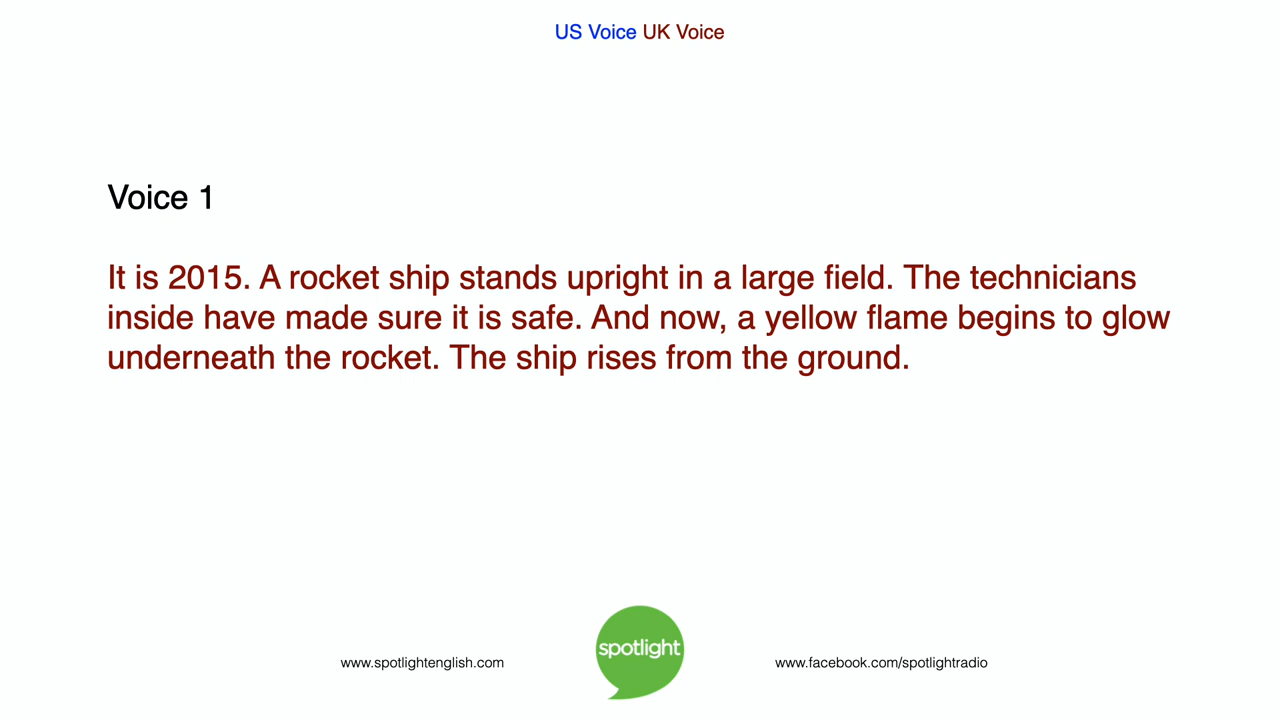 US Voice UK Voice
Voice 1
It is 2015. A rocket ship stands upright in a large field. The technicians
inside have made sure it is safe. And now, a yellow flame begins to glow
underneath the rocket. The ship rises from the ground.
spotlight
www.spotlightenglish.com
www.facebook.com/spotlightradio